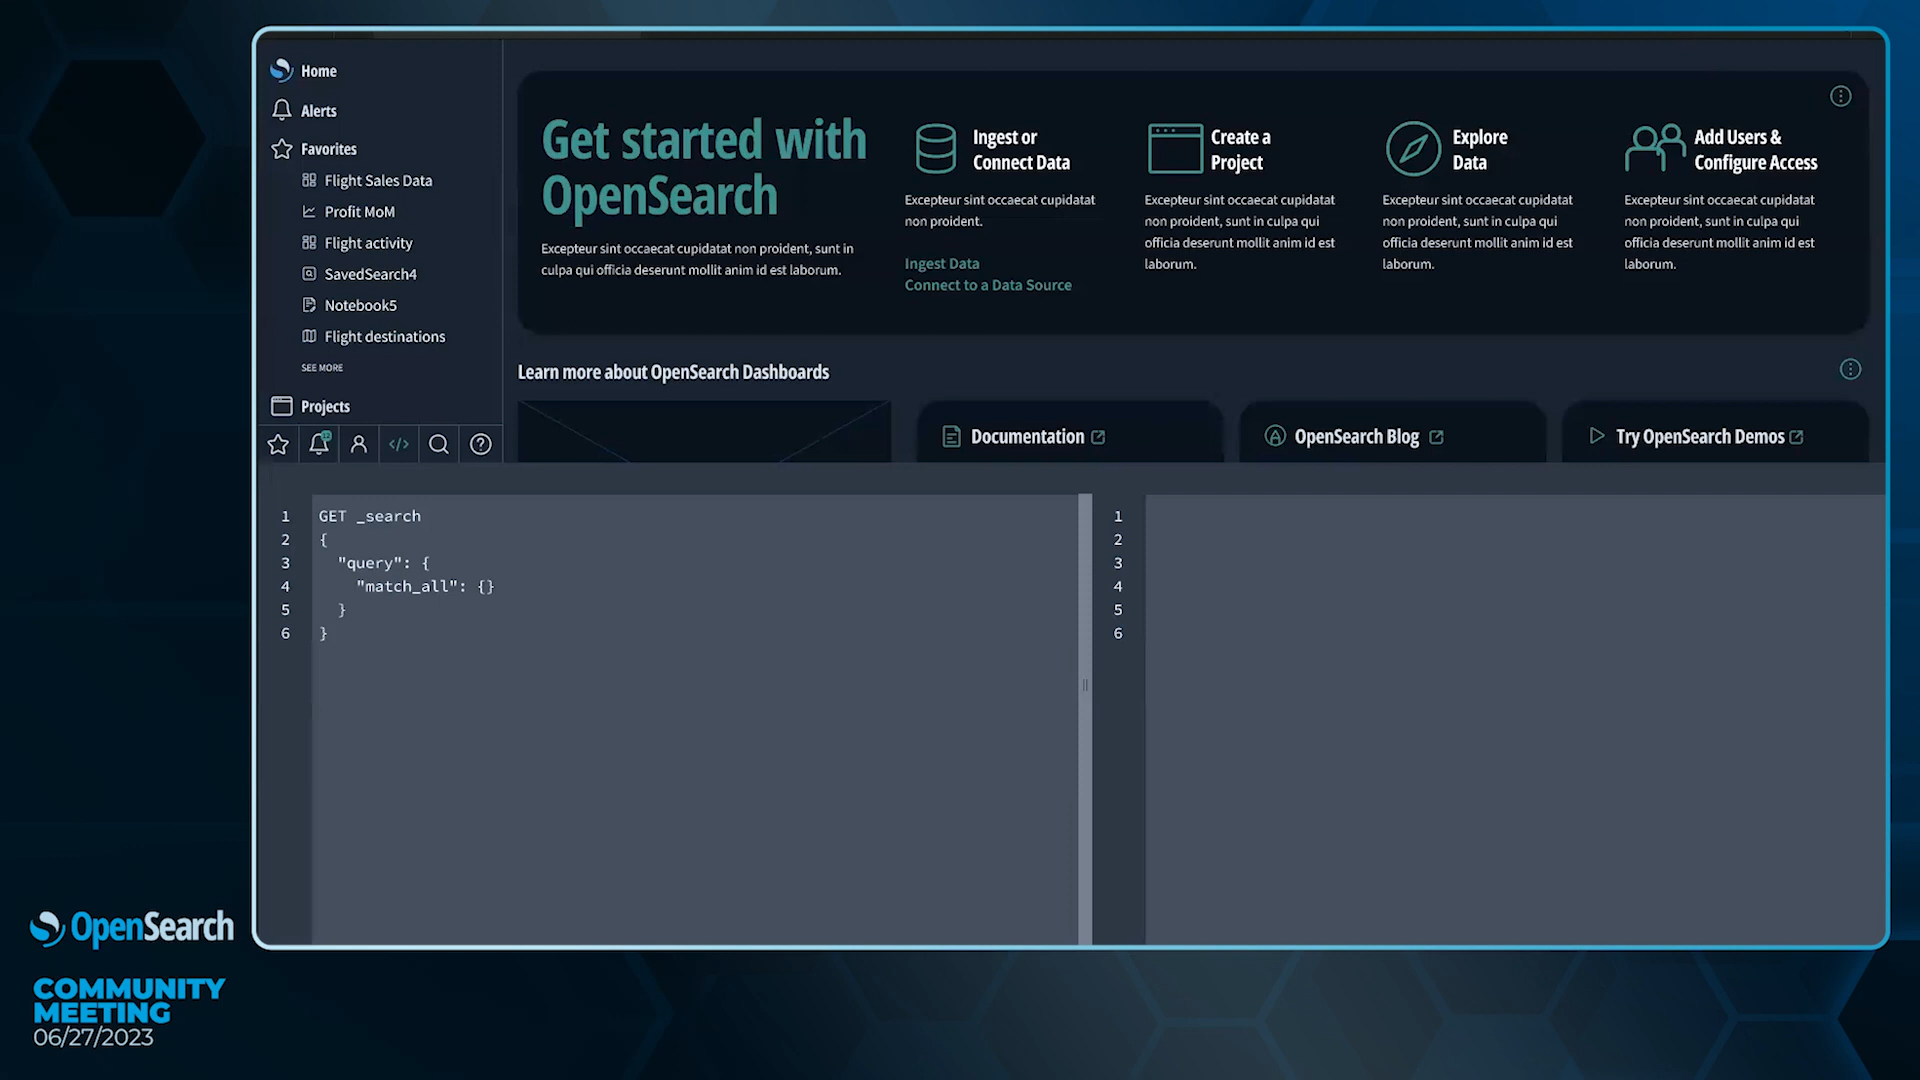 Home
Alerts
Favorites
Flight Sales Data
Profit MoM
Flight activity
SavedSearch4
Notebook5
Flight destinations
SEE MORE
Projects
Get started with
OpenSearch
Excepteur sint occaecat cupidatat non proident, sunt in
culpa qui officia deserunt mollit anim id est laborum.
Ingest or
Connect Data
Excepteur sint occaecat cupidatat
non proident.
Ingest Data
Connect to a Data Source
Create a
Project
Excepteur sint occaecat cupidatat
non proident, sunt in culpa qui
officia deserunt mollit anim id est
laborum.
Explore
Data
Excepteur sint occaecat cupidatat
non proident, sunt in culpa qui
officia deserunt mollit anim id est
laborum.
Add Users &
Configure Access
Excepteur sint occaecat cupidatat
non proident, sunt in culpa qui
officia deserunt mollit anim id est
laborum.
Learn more about OpenSearch Dashboards
Documentation
OpenSearch Blog
Try OpenSearch Demos
1 GET _search
2 {
3 "query": {
4 "match_all": {}
5 }
6 }
1
2
3
4
5
6
OpenSearch
COMMUNITY
MEETING
06/27/2023